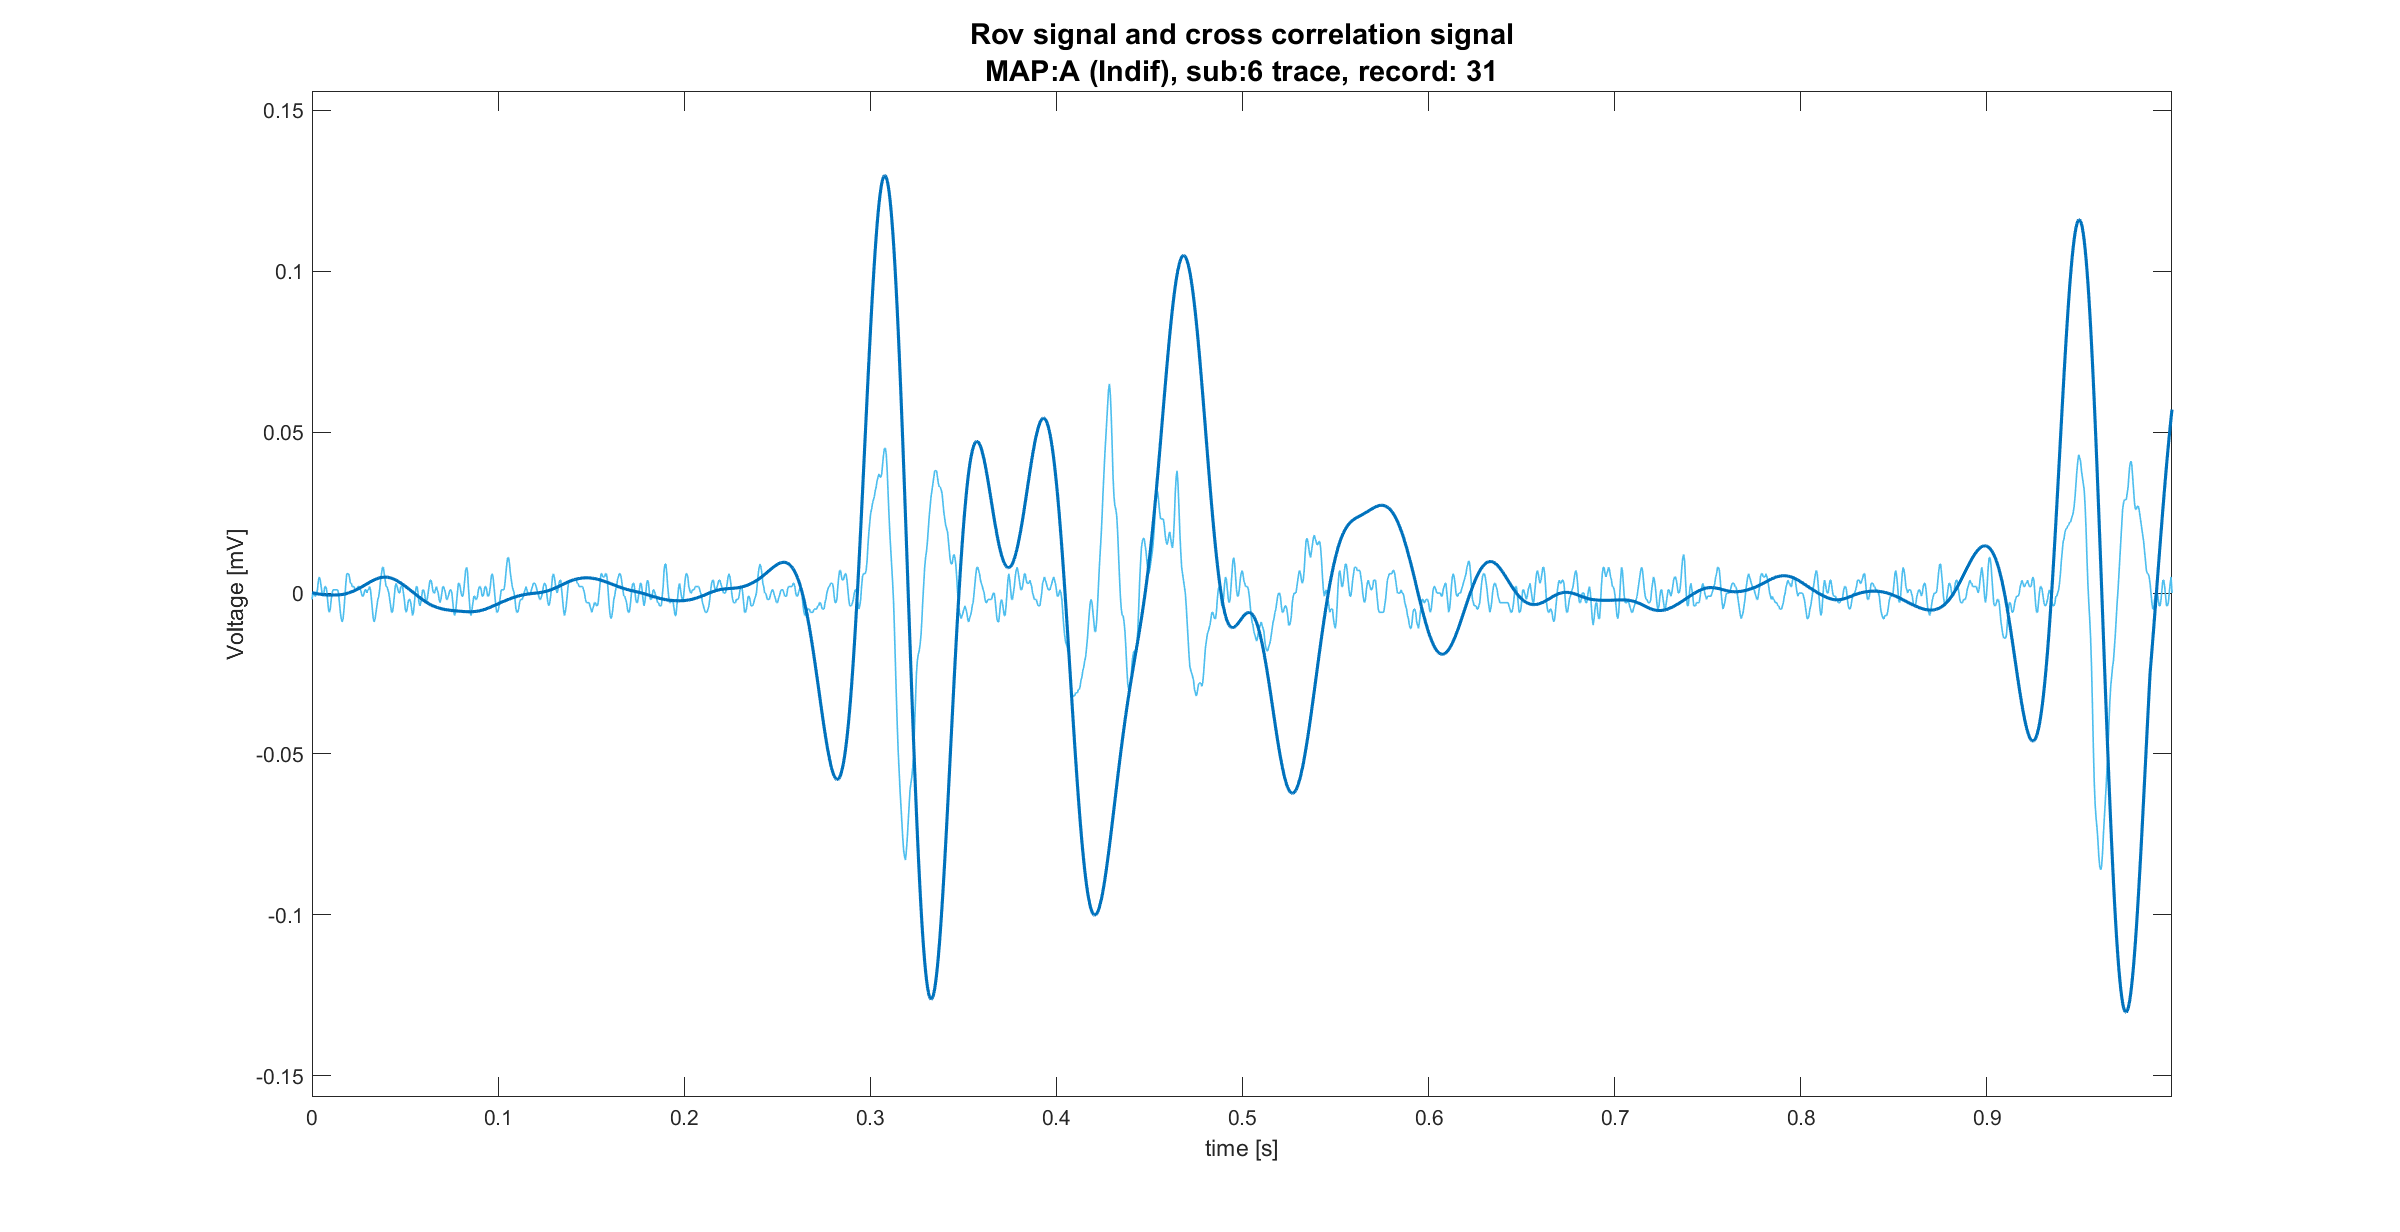 Rov signal and cross correlation signal
MAP:A (Indif), sub:6 trace, record: 31
0.15
0.1
0.05
0
-0.05
-0.1
-0.15
Voltage [mV]
0 0.1 0.2 0.3 0.4 0.5 0.6 0.7 0.8 0.9
time [s]